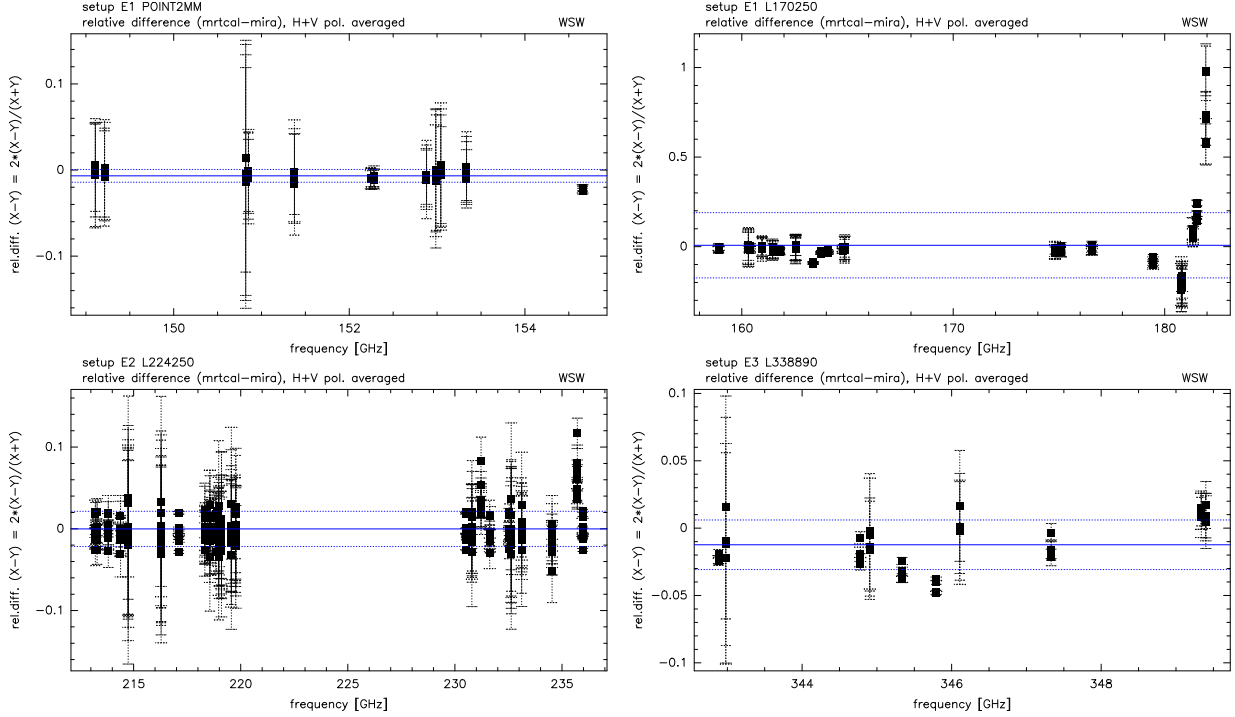 setup E1 POINT2MM
relative difference (mrtcal−mira), H+V pol. averaged WSW
rel.diff. (X−Y) = 2*(X−Y)/(X+Y)
0.1
0
−0.1
150 152 154
frequency [GHz]
setup E1 L170250
relative difference (mrtcal−mira), H+V pol. averaged WSW
rel.diff. (X−Y) = 2*(X−Y)/(X+Y)
1
0.5
0
160 170 180
frequency [GHz]
setup E2 L224250
relative difference (mrtcal−mira), H+V pol. averaged WSW
rel.diff. (X−Y) = 2*(X−Y)/(X+Y)
0.1
0
−0.1
215 220 225 230 235
frequency [GHz]
setup E3 L338890
relative difference (mrtcal−mira), H+V pol. averaged WSW
rel.diff. (X−Y) = 2*(X−Y)/(X+Y)
0.1
0.05
0
−0.05
−0.1
344 346 348
frequency [GHz]